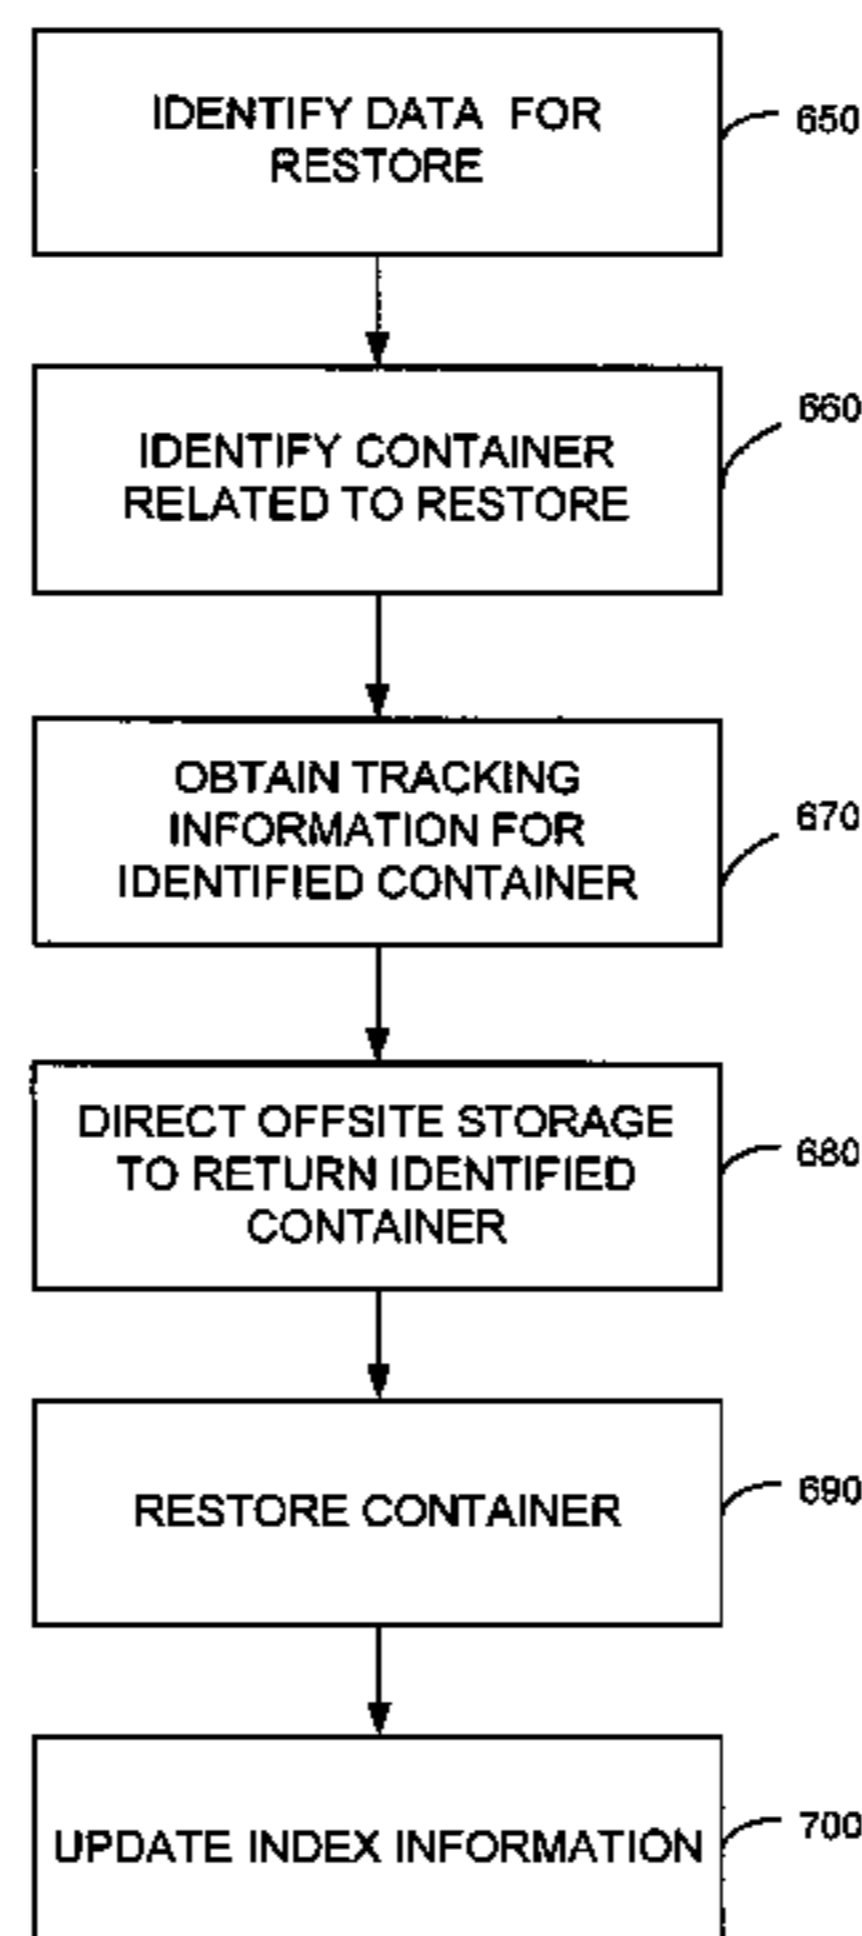 IDENTIFY DATA FOR
RESTORE
650
IDENTIFY CONTAINER
RELATED TO RESTORE
660
OBTAIN TRACKING
INFORMATION FOR
IDENTIFIED CONTAINER
670
DIRECT OFFSITE STORAGE
TO RETURN IDENTIFIED
CONTAINER
680
RESTORE CONTAINER
690
UPDATE INDEX INFORMATION
700